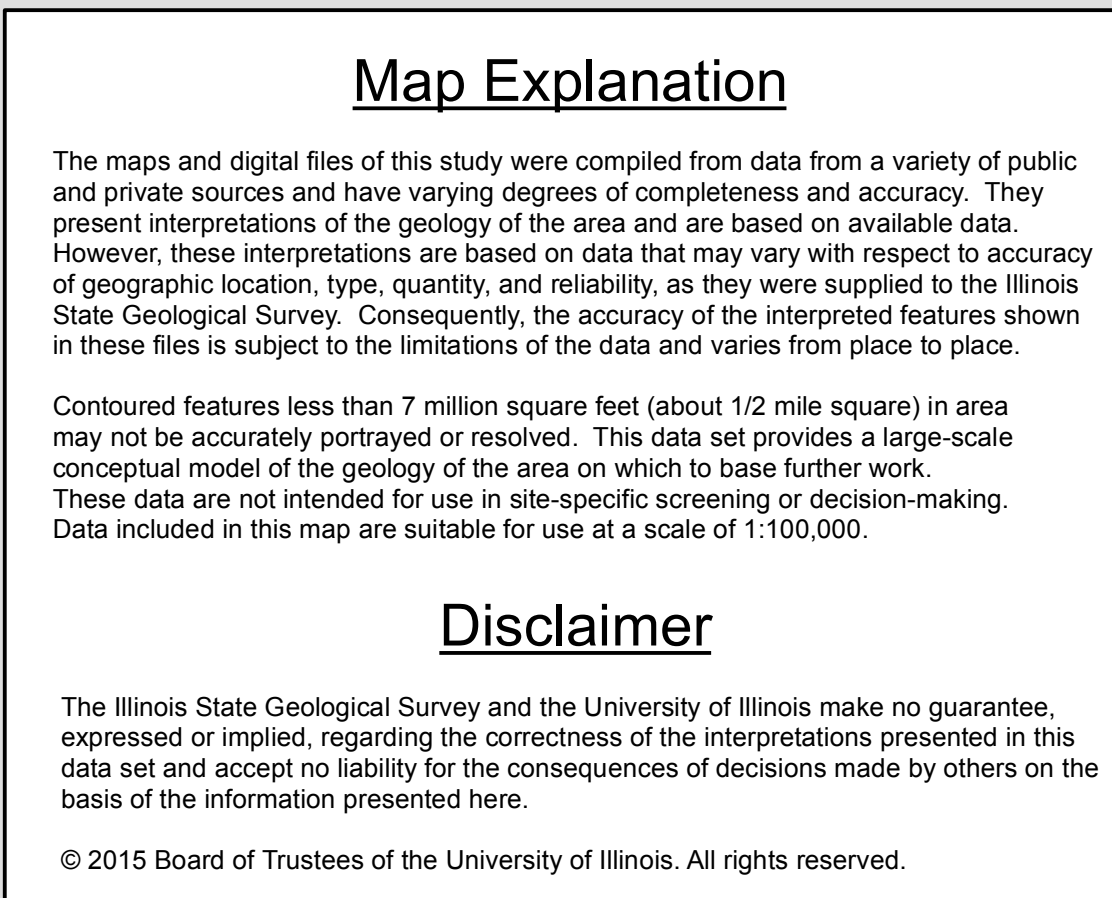 Map Explanation
The maps and digital files of this study were compiled from data from a variety of public
and private sources and have varying degrees of completeness and accuracy.  They
present interpretations of the geology of the area and are based on available data.
However, these interpretations are based on data that may vary with respect to accuracy
of geographic location, type, quantity, and reliability, as they were supplied to the Illinois
State Geological Survey.  Consequently, the accuracy of the interpreted features shown
in these files is subject to the limitations of the data and varies from place to place.
Contoured features less than 7 million square feet (about 1/2 mile square) in area
may not be accurately portrayed or resolved.  This data set provides a large-scale
conceptual model of the geology of the area on which to base further work.
These data are not intended for use in site-specific screening or decision-making.
Data included in this map are suitable for use at a scale of 1:100,000.
Disclaimer
The Illinois State Geological Survey and the University of Illinois make no guarantee,
expressed or implied, regarding the correctness of the interpretations presented in this
data set and accept no liability for the consequences of decisions made by others on the
basis of the information presented here.
© 2015 Board of Trustees of the University of Illinois. All rights reserved.